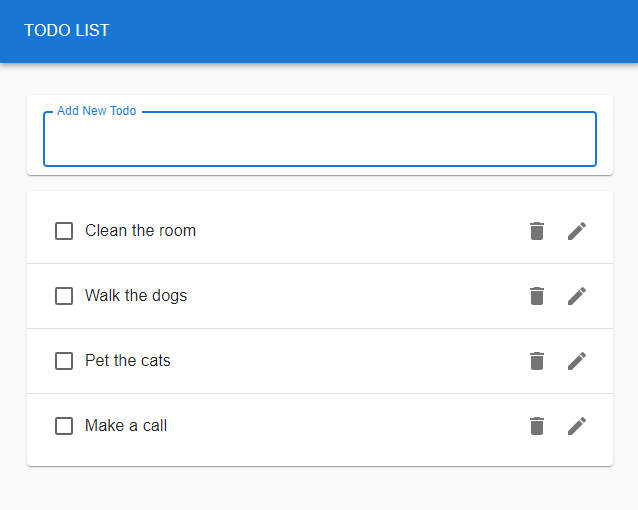 TODO LIST
Add New Todo
Clean the room
Walk the dogs
Pet the cats
Make a call